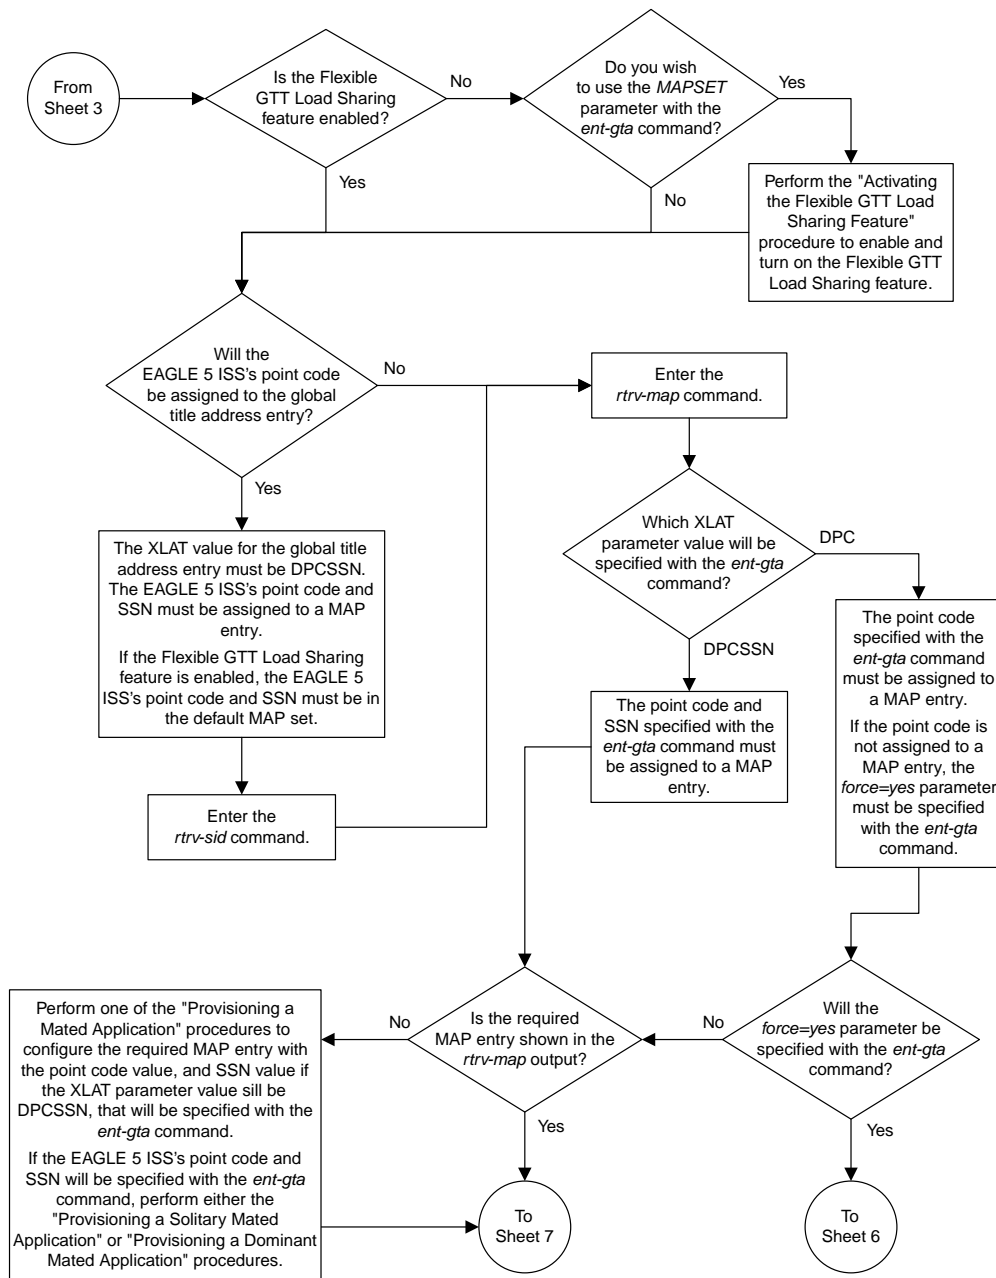 From
Sheet 3
Is the Flexible
GTT Load Sharing
feature enabled?
No
Do you wish
to use the MAPSET
parameter with the
ent-gta command?
Yes
Yes
No
Perform the "Activating
the Flexible GTT Load
Sharing Feature"
procedure to enable and
turn on the Flexible GTT
Load Sharing feature.
Will the
EAGLE 5 ISS's point code
be assigned to the global
title address entry?
No
Enter the
rtrv-map command.
Yes
The XLAT value for the global title
address entry must be DPCSSN.
The EAGLE 5 ISS's point code and
SSN must be assigned to a MAP
entry.
If the Flexible GTT Load Sharing
feature is enabled, the EAGLE 5
ISS's point code and SSN must be in
the default MAP set.
Enter the
rtrv-sid command.
Which XLAT
parameter value will be
specified with the ent-gta
command?
DPC
DPCSSN
The point code and
SSN specified with the
ent-gta command must
be assigned to a MAP
entry.
The point code
specified with the
ent-gta command
must be assigned to
a MAP entry.
If the point code is
not assigned to a
MAP entry, the
force=yes parameter
must be specified
with the ent-gta
command.
Perform one of the "Provisioning a
Mated Application" procedures to
configure the required MAP entry with
the point code value, and SSN value if
the XLAT parameter value sill be
DPCSSN, that will be specified with the
ent-gta command.
If the EAGLE 5 ISS's point code and
SSN will be specified with the ent-gta
command, perform either the
"Provisioning a Solitary Mated
Application" or "Provisioning a Dominant
Mated Application" procedures.
No
Is the required
MAP entry shown in the
rtrv-map output?
No
Will the
force=yes parameter be
specified with the ent-gta
command?
Yes
Yes
To
Sheet 7
To
Sheet 6